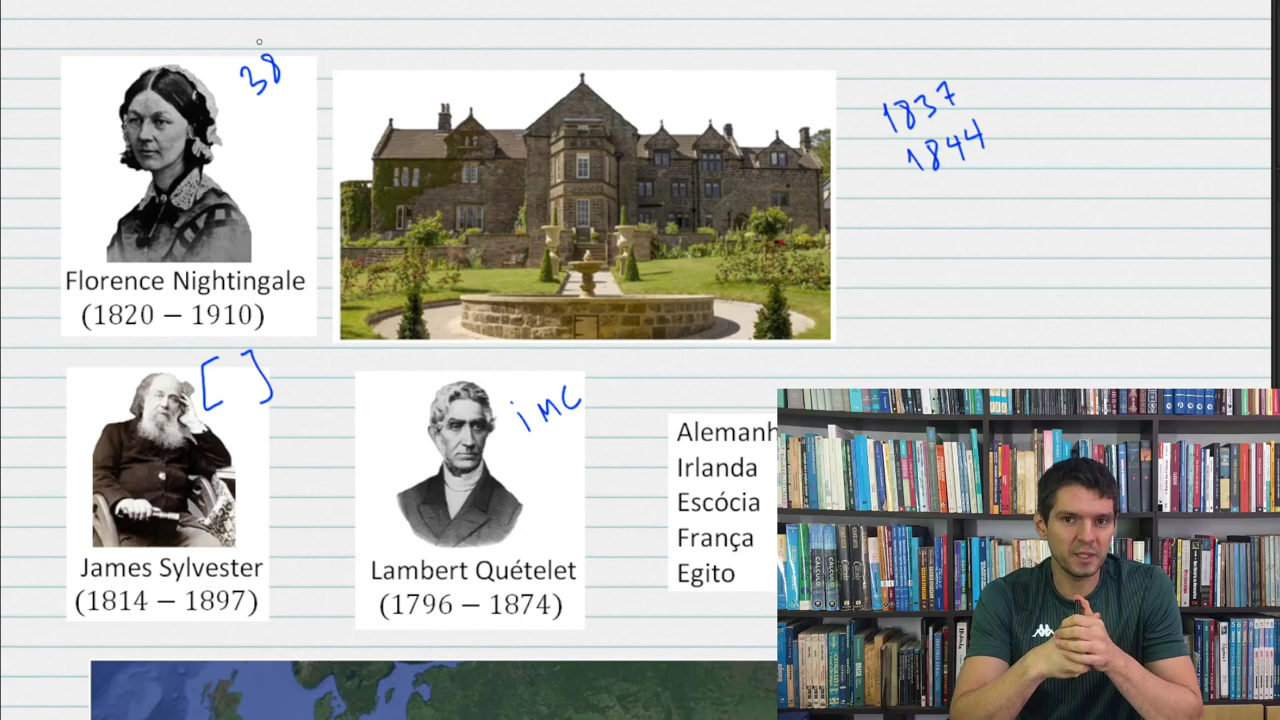 38
1837
1844
Florence Nightingale
(1820 – 1910)
[ ]
iMC
James Sylvester
(1814 – 1897)
Lambert Quételet
(1796 – 1874)
Alemanh
Irlanda
Escócia
França
Egito